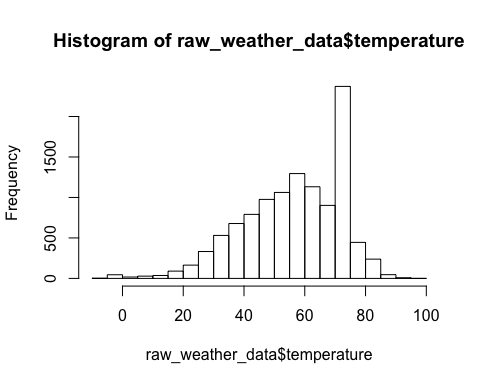 Histogram of raw_weather_data$temperature
Frequency
1500
500
0
0 20 40 60 80 100
raw_weather_data$temperature